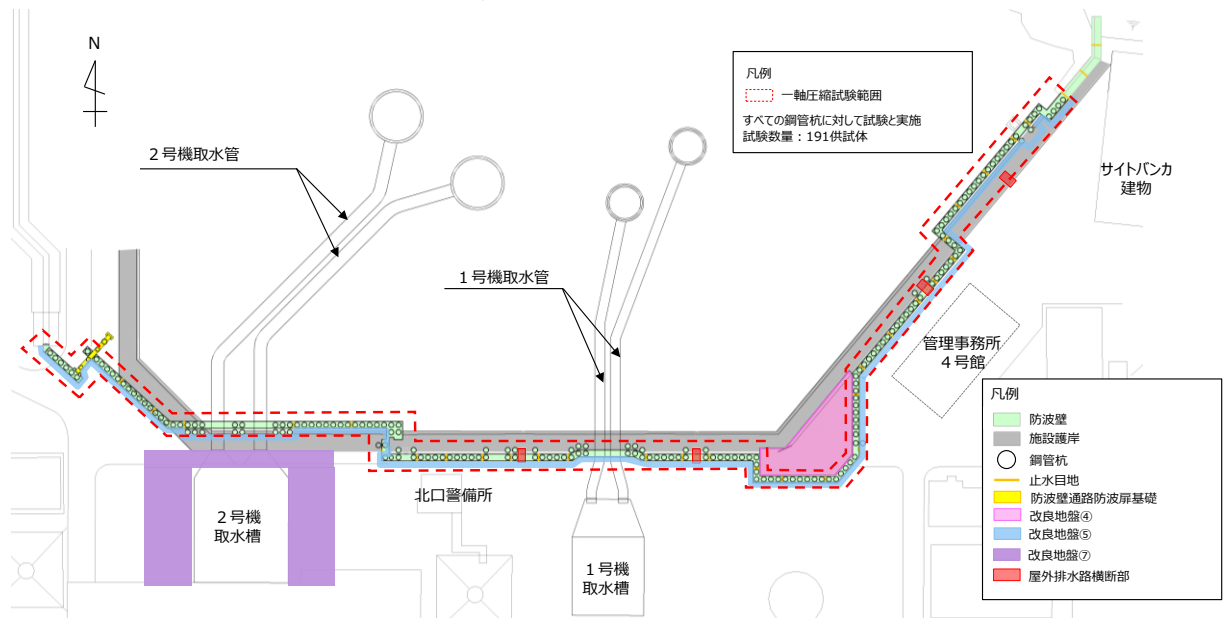 N
凡例
一軸圧縮試験範囲
すべての鋼管杭に対して試験と実施
試験数量：191供試体
２号機取水管
サイトバンカ
建物
１号機取水管
管理事務所
４号館
凡例
防波壁
施設護岸
鋼管杭
止水目地
防波壁通路防波扉基礎
改良地盤④
改良地盤⑤
改良地盤⑦
屋外排水路横断部
北口警備所
２号機
取水槽
１号機
取水槽